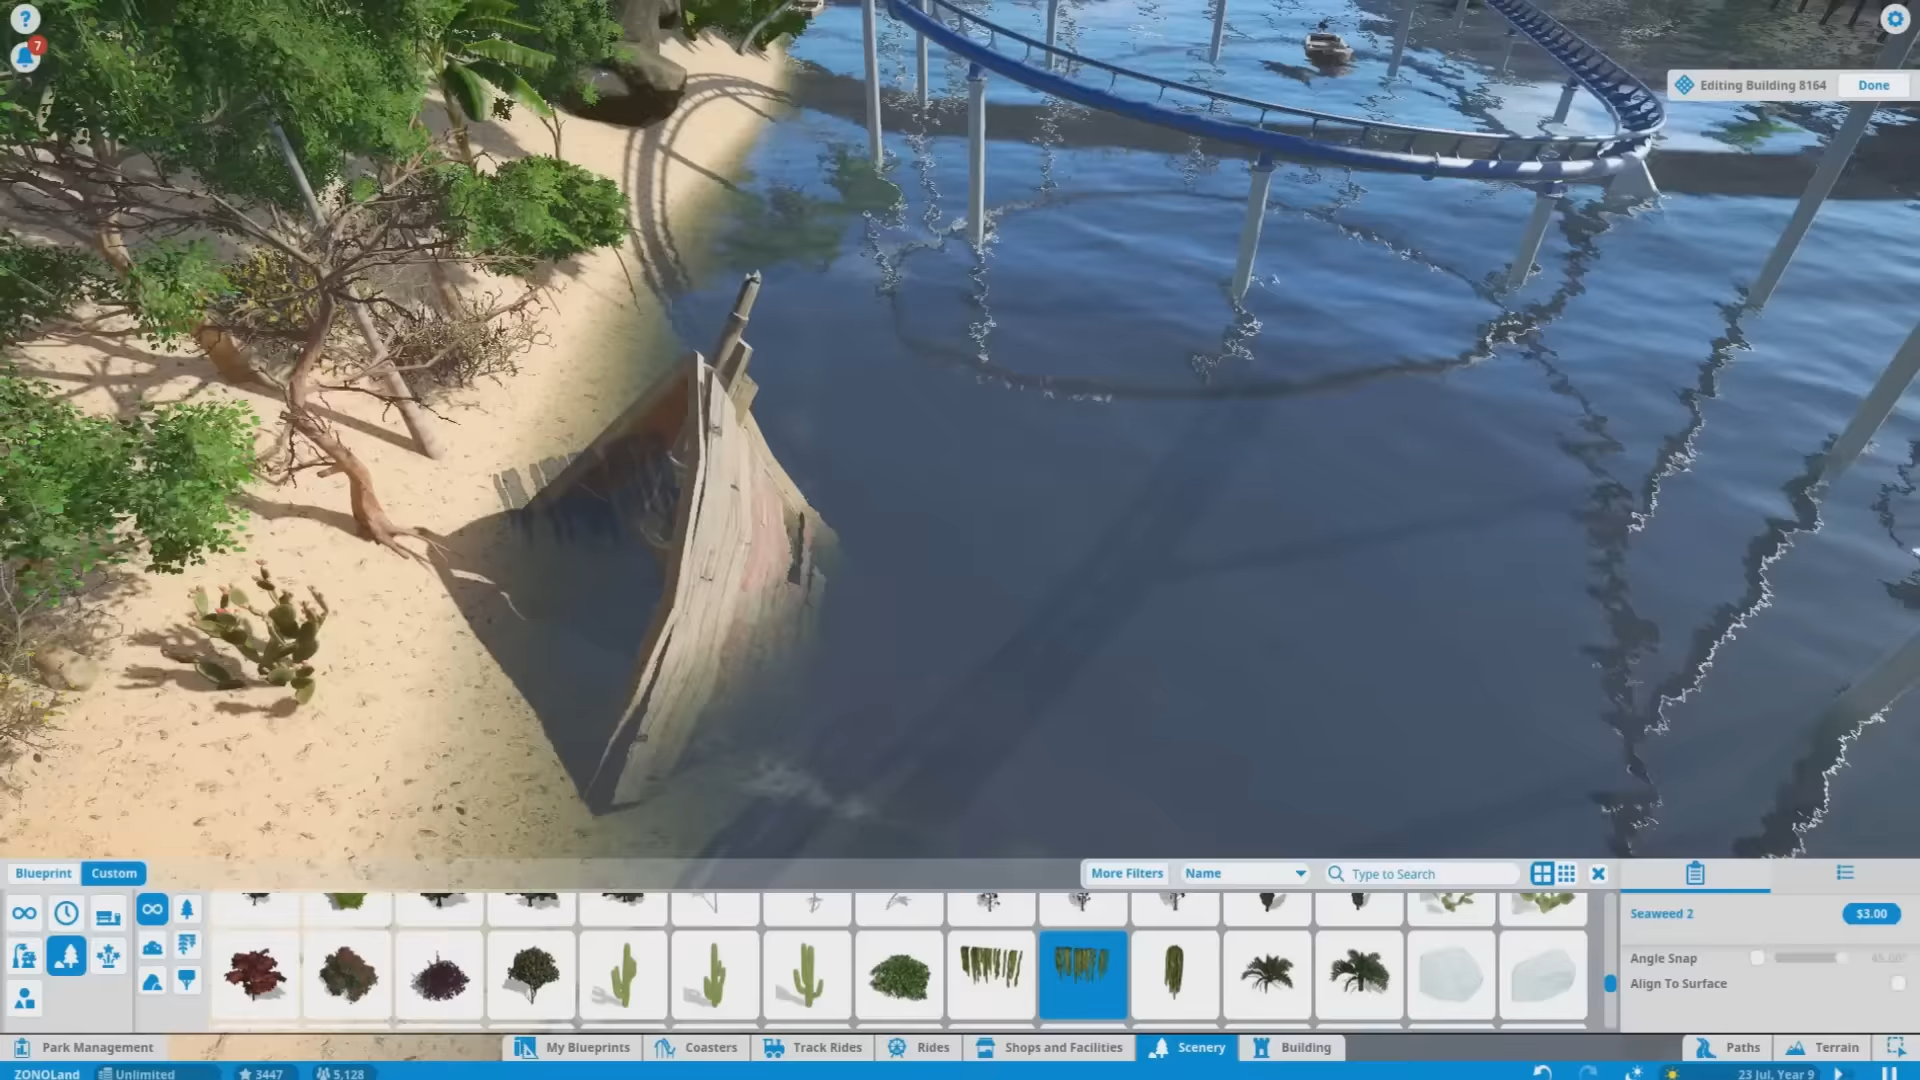 ?
7
Editing Building 8164
Done
Blueprint
Custom
More Filters
Name
Type to Search
Seaweed 2
$3.00
Angle Snap
45.00°
Align To Surface
Park Management
My Blueprints
Coasters
Track Rides
Rides
Shops and Facilities
Scenery
Building
Paths
Terrain
ZONOLand
Unlimited
3447
5,128
23 Jul, Year 9